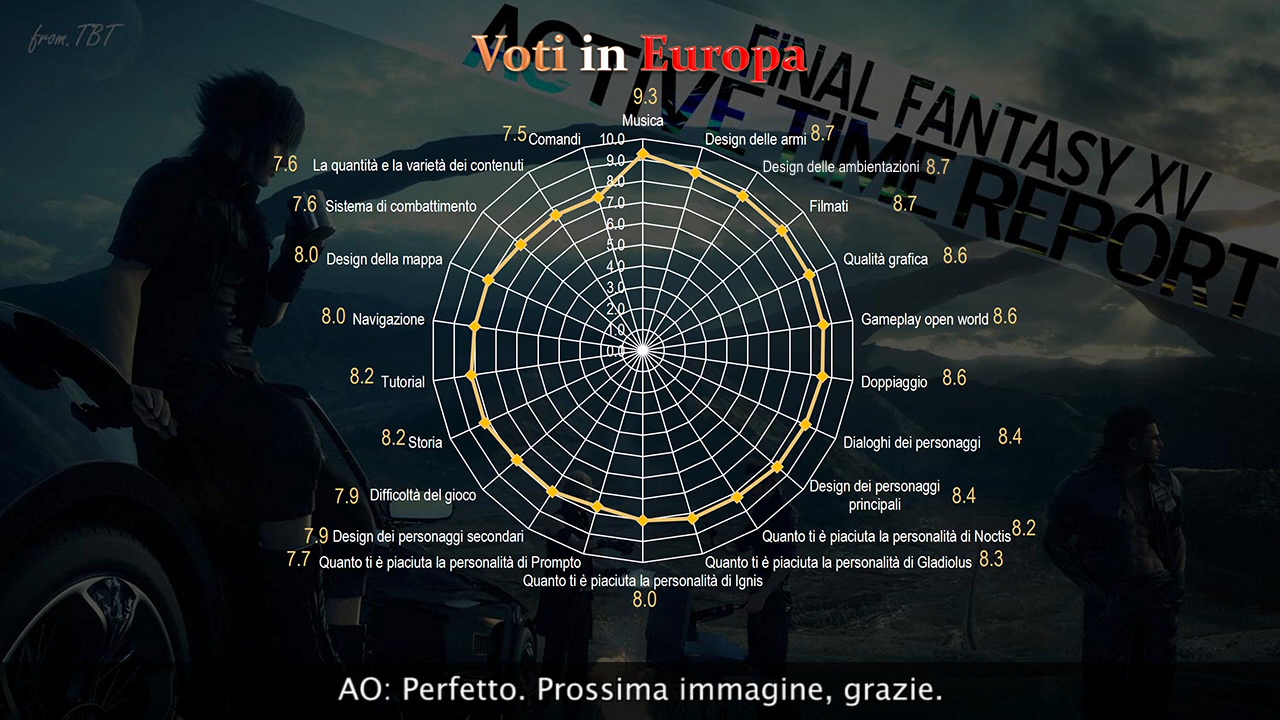 from. TBT
FINAL FANTASY XV
ACTIVE TIME REPORT
Voti in Europa
9.3
Musica
Design delle armi 8.7
Design delle ambientazioni 8.7
Filmati 8.7
Qualità grafica 8.6
Gameplay open world 8.6
Doppiaggio 8.6
Dialoghi dei personaggi 8.4
Design dei personaggi
principali 8.4
Quanto ti è piaciuta la personalità di Noctis 8.2
Quanto ti è piaciuta la personalità di Gladiolus 8.3
Quanto ti è piaciuta la personalità di Ignis
8.0
7.7 Quanto ti è piaciuta la personalità di Prompto
7.9 Design dei personaggi secondari
7.9 Difficoltà del gioco
8.2 Storia
8.2 Tutorial
8.0 Navigazione
8.0 Design della mappa
7.6 Sistema di combattimento
7.6 La quantità e la varietà dei contenuti
7.5 Comandi
10.0
9.0
8.0
7.0
6.0
5.0
4.0
3.0
2.0
1.0
0.0
AO: Perfetto. Prossima immagine, grazie.